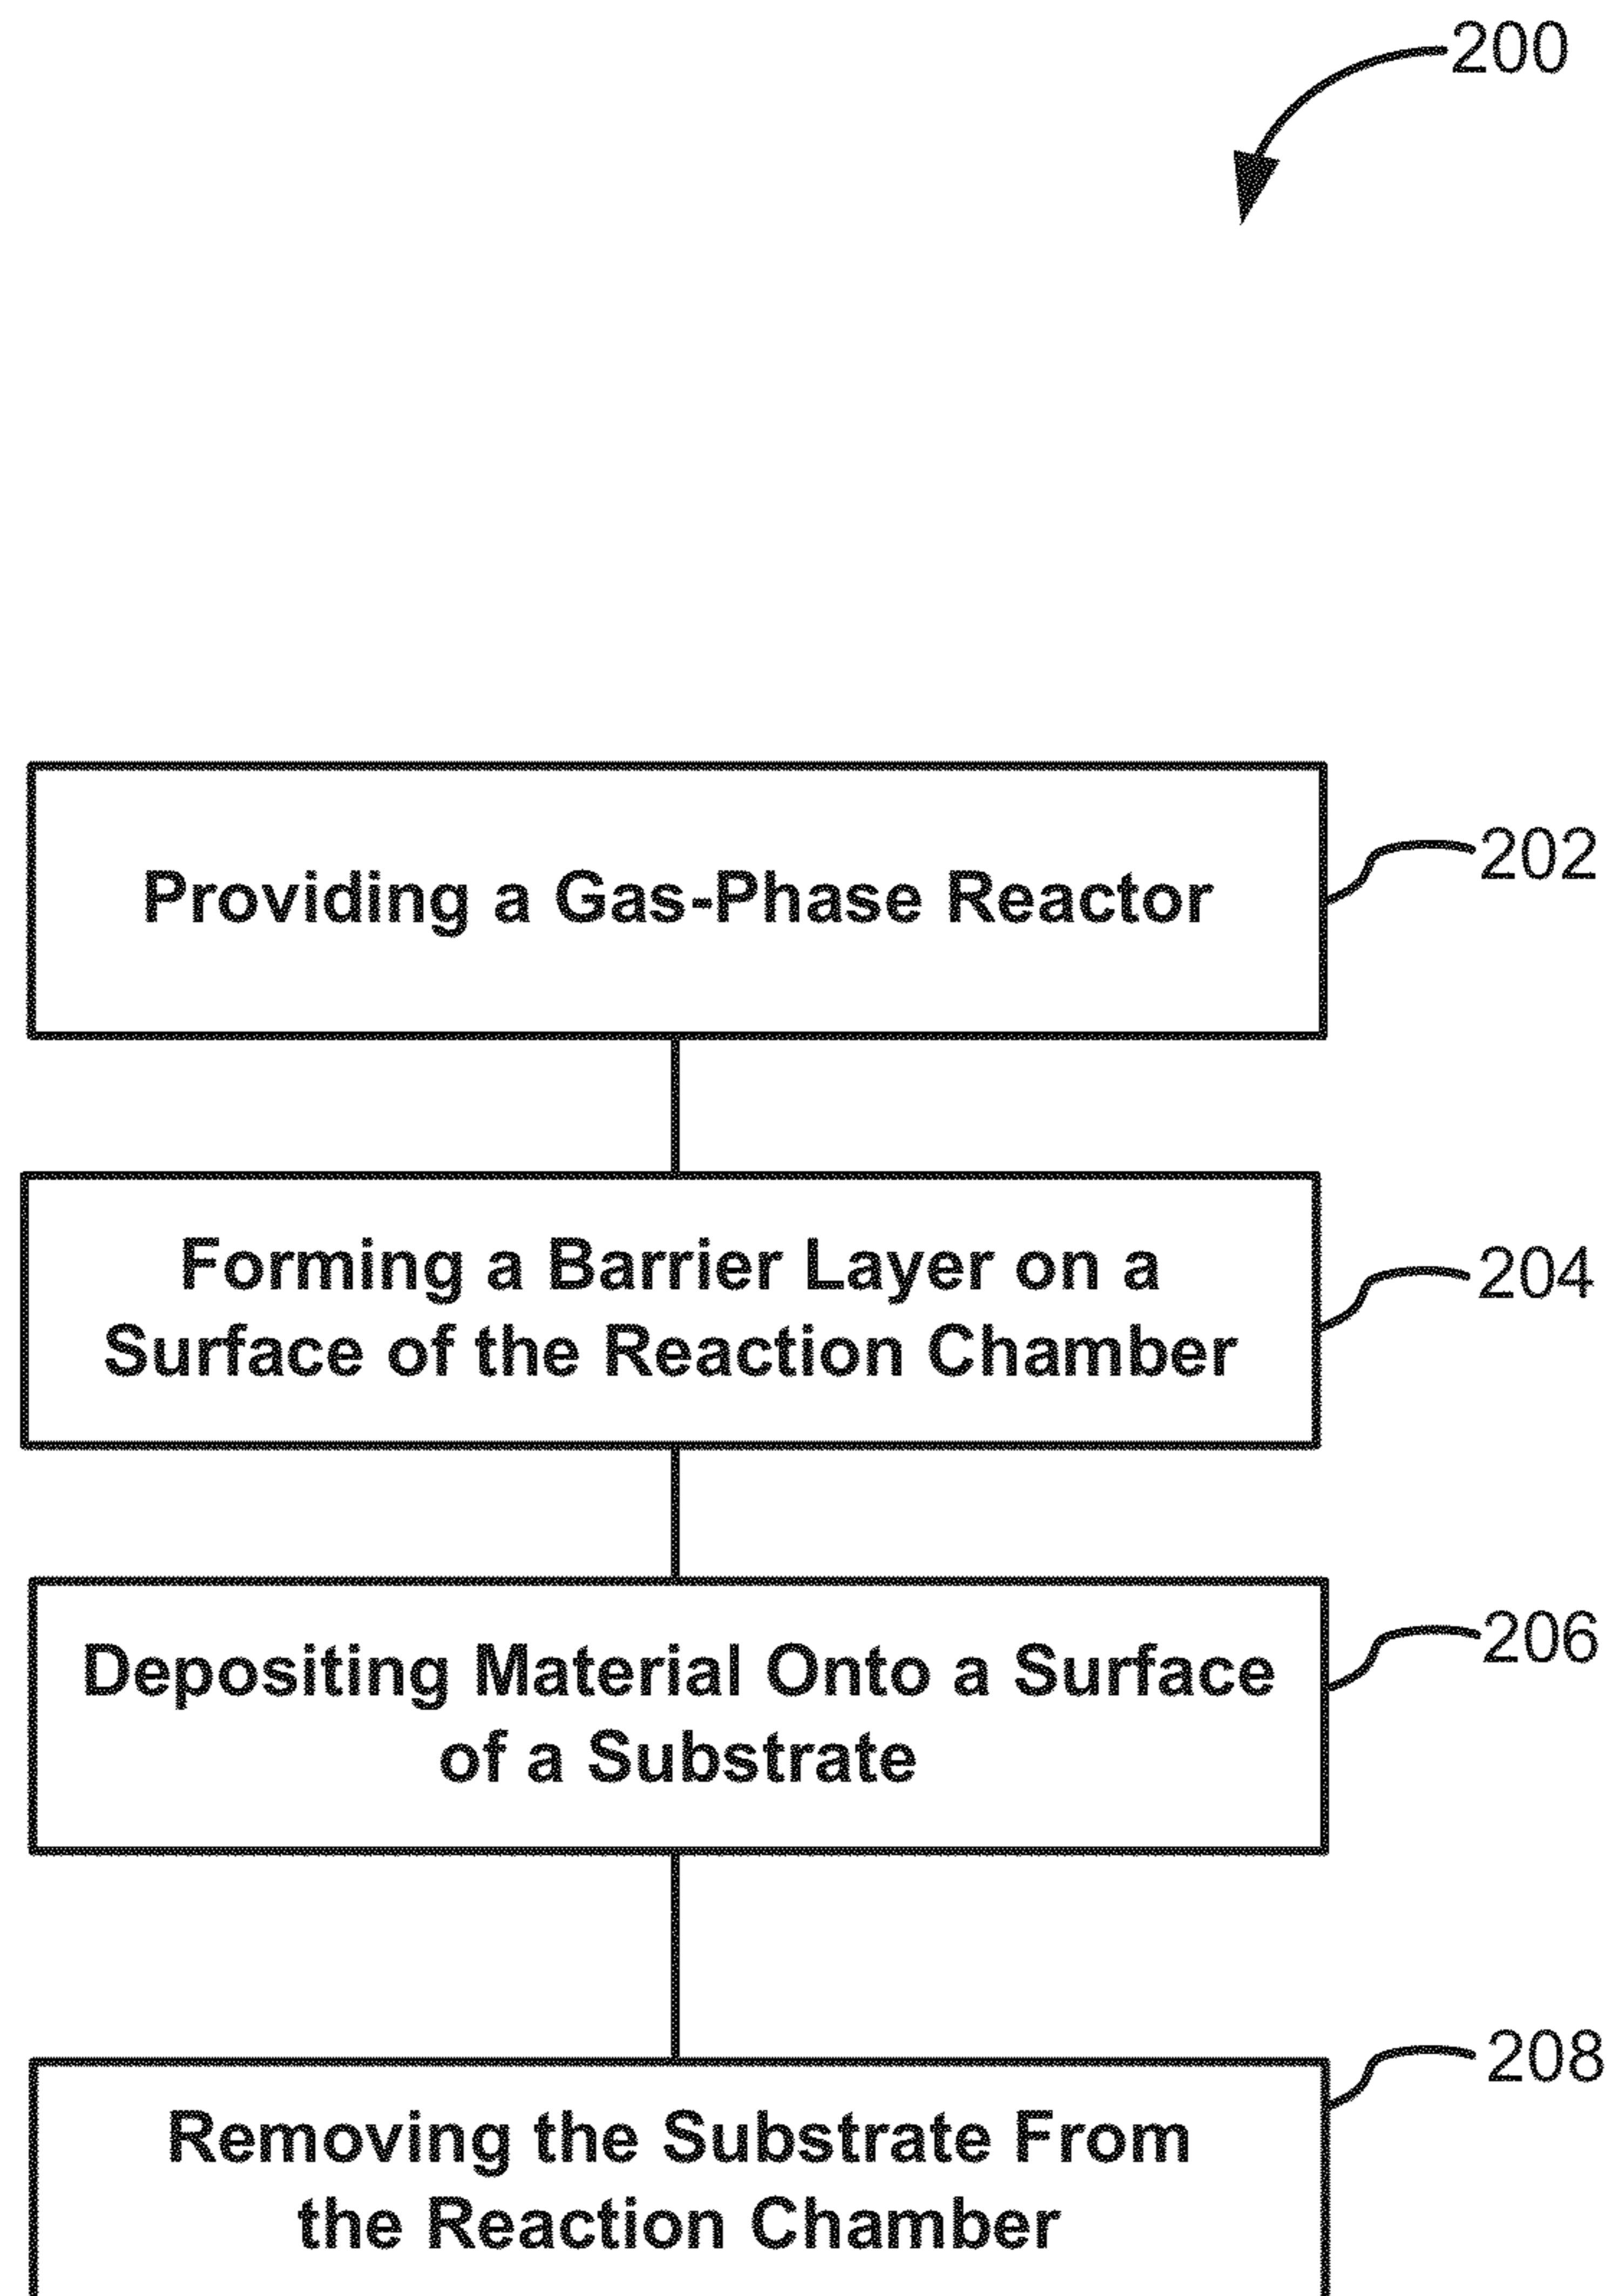 200
Providing a Gas-Phase Reactor
202
Forming a Barrier Layer on a
Surface of the Reaction Chamber
204
Depositing Material Onto a Surface
of a Substrate
206
Removing the Substrate From
the Reaction Chamber
208